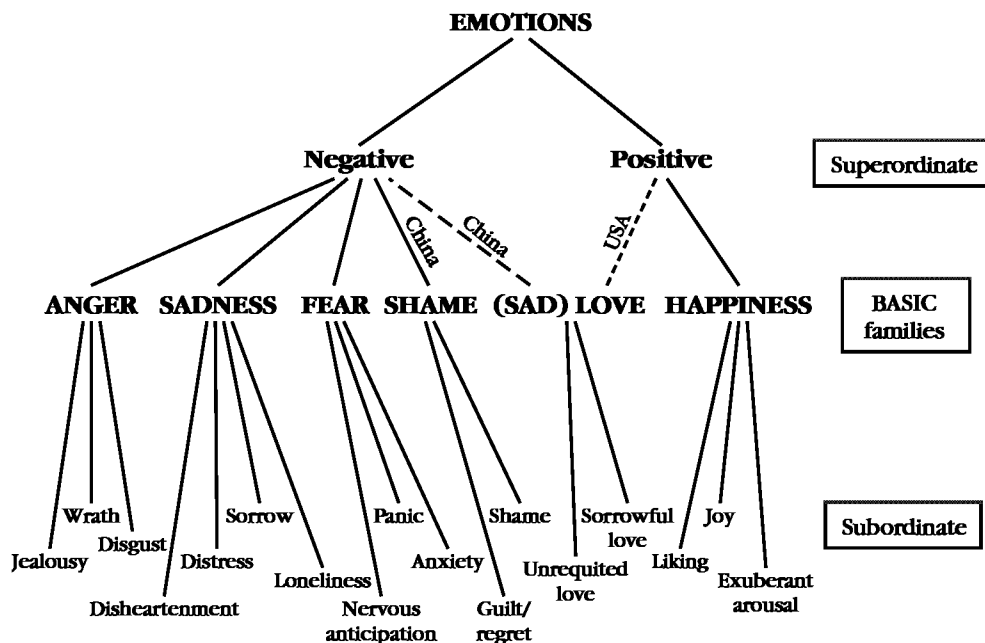 EMOTIONS
Negative
Positive
Superordinate
China
China
USA
ANGER
SADNESS
FEAR
SHAME
(SAD) LOVE
HAPPINESS
BASIC
families
Wrath
Sorrow
Panic
Shame
Sorrowful
love
Joy
Subordinate
Jealousy
Disgust
Distress
Anxiety
Unrequited
love
Liking
Loneliness
Exuberant
arousal
Disheartenment
Nervous
anticipation
Guilt/
regret